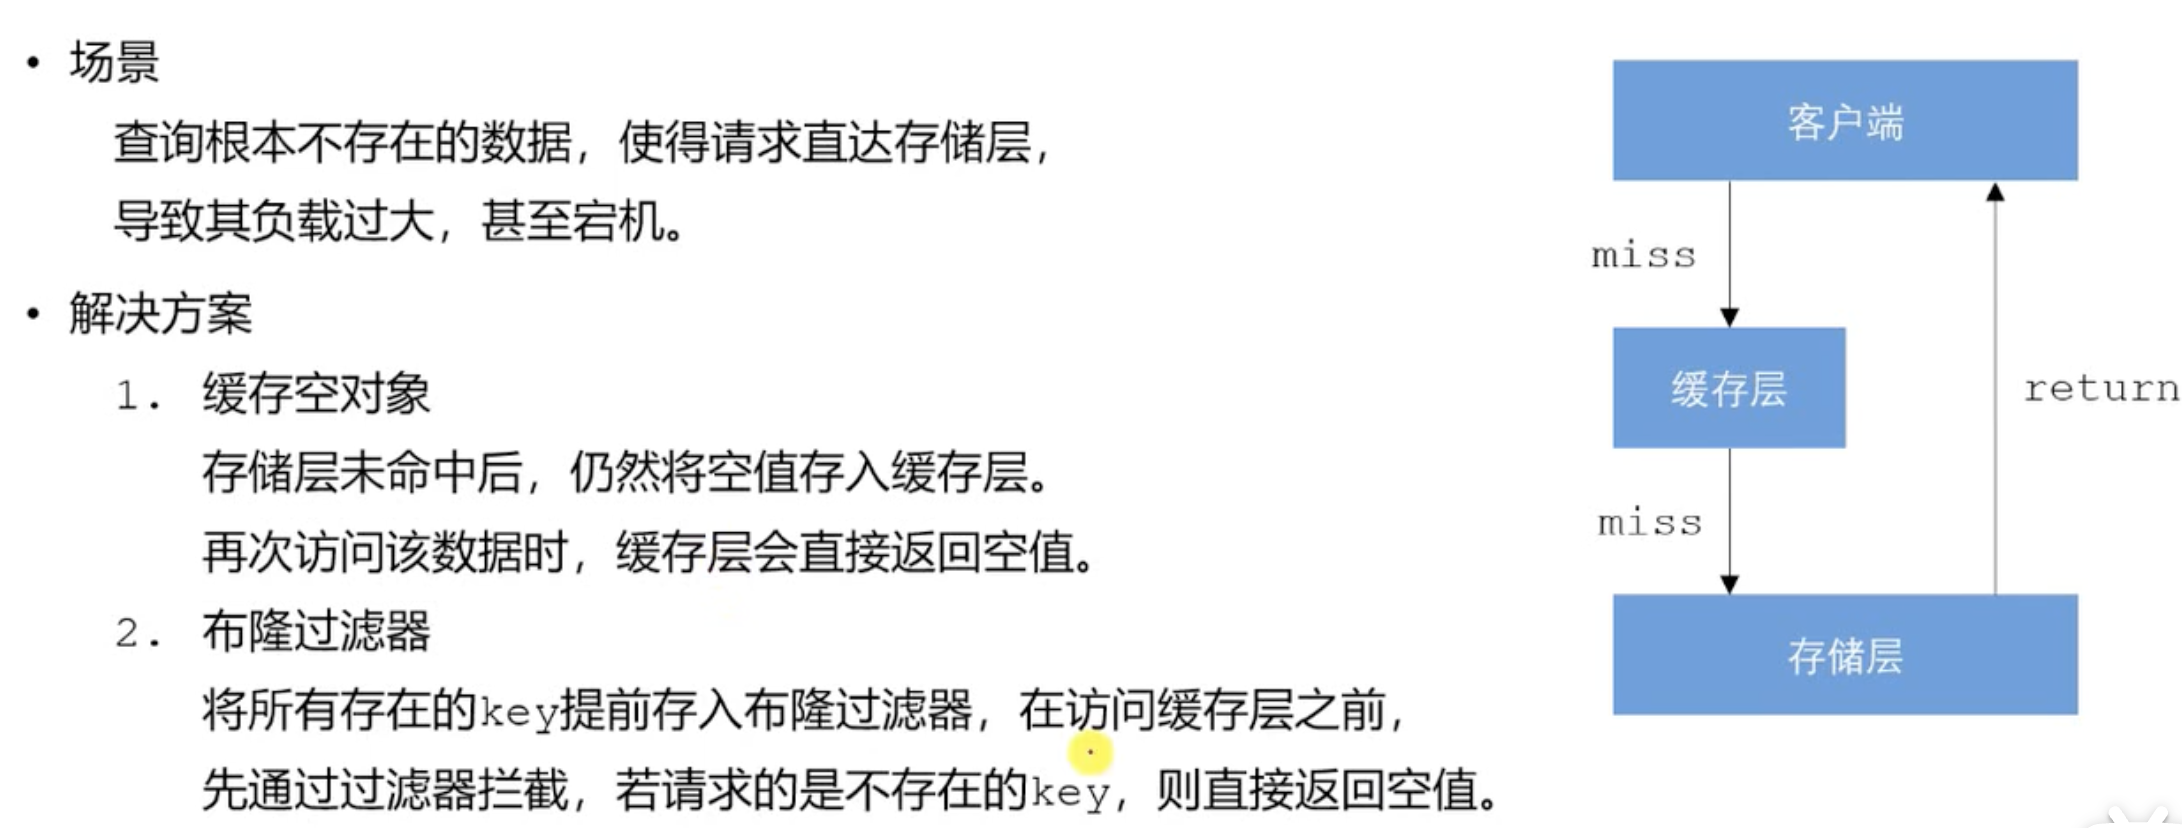 • 场景
查询根本不存在的数据，使得请求直达存储层，
导致其负载过大，甚至宕机。
• 解决方案
1. 缓存空对象
存储层未命中后，仍然将空值存入缓存层。
再次访问该数据时，缓存层会直接返回空值。
2. 布隆过滤器
将所有存在的key提前存入布隆过滤器，在访问缓存层之前，
先通过过滤器拦截，若请求的是不存在的key，则直接返回空值。
客户端
miss
缓存层
return
miss
存储层